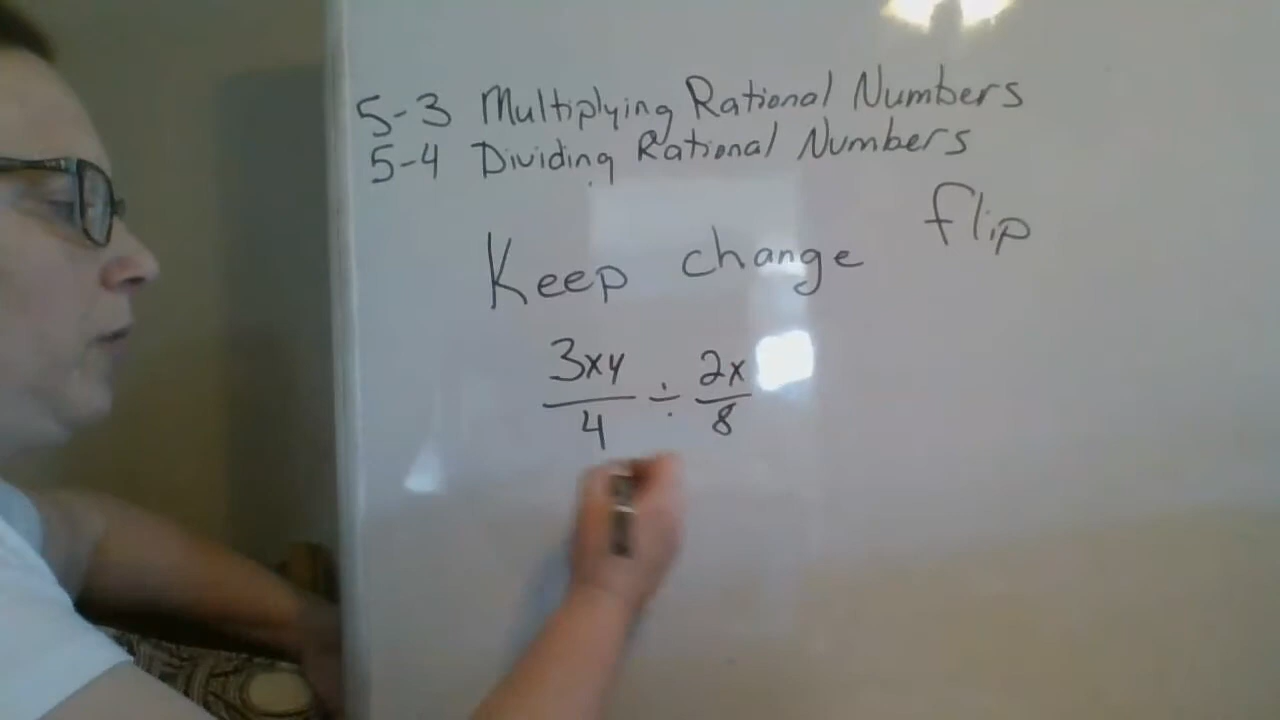 5-3 Multiplying Rational Numbers
5-4 Dividing Rational Numbers
Keep change flip
3xy/4 ÷ 2x/8